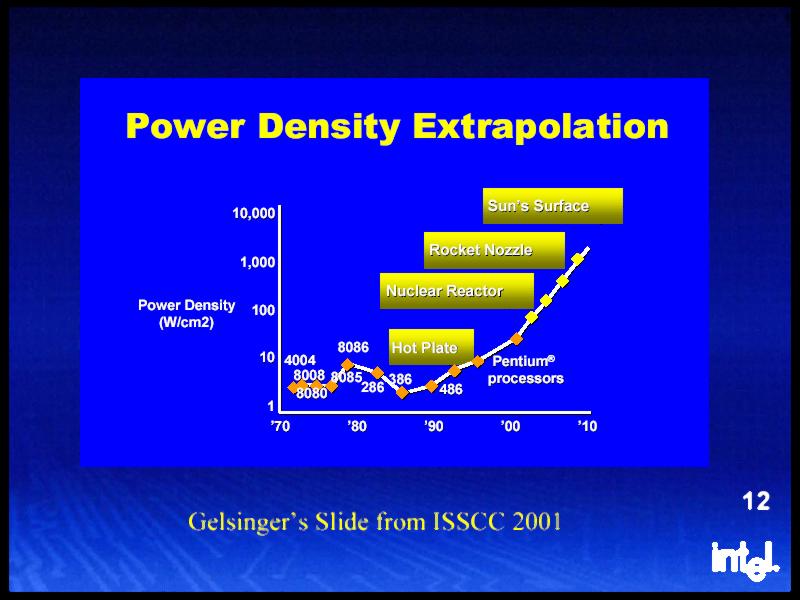 Power Density Extrapolation
Sun's Surface
10,000
Rocket Nozzle
1,000
Nuclear Reactor
Power Density
(W/cm2)
100
8086
Hot Plate
10
4004
Pentium®
processors
8008
8085
386
286
486
8080
1
'70
'80
'90
'00
'10
12
Gelsinger's Slide from ISSCC 2001
intel.